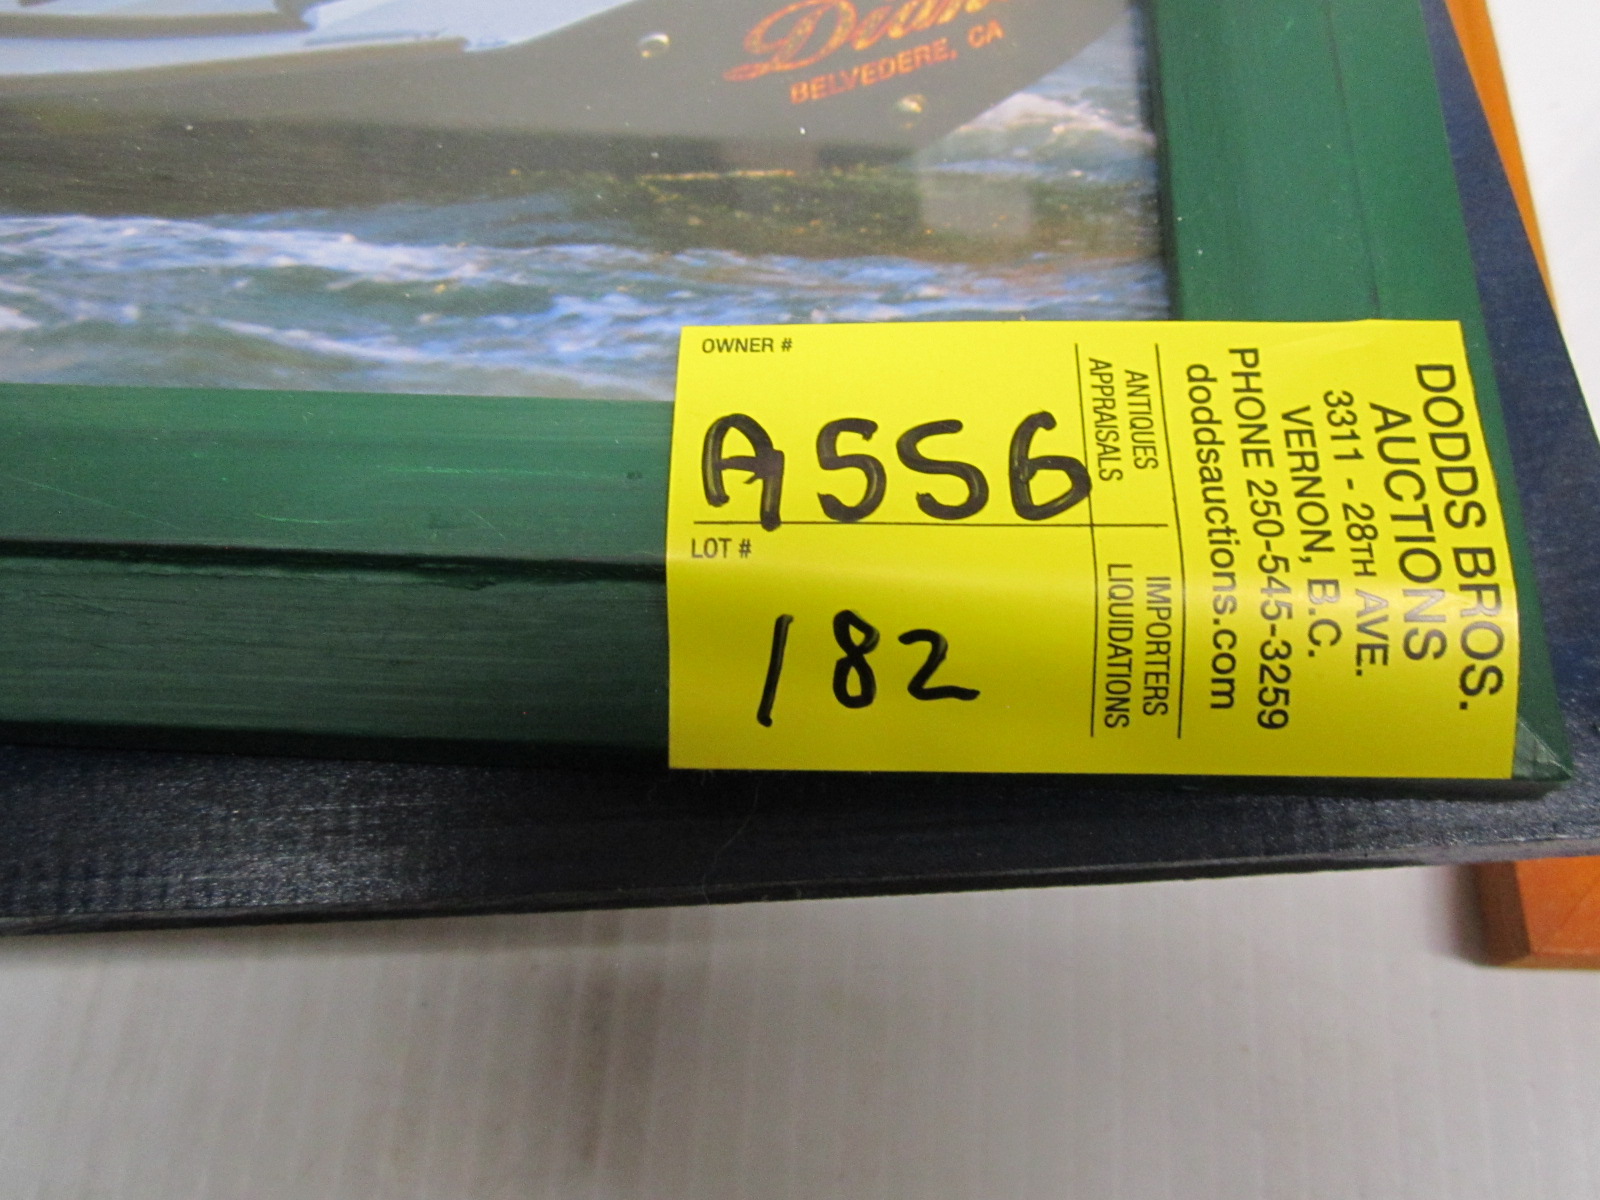 BELVEDERE, CA
OWNER #
A556
LOT #
182
ANTIQUES
APPRAISALS
IMPORTERS
LIQUIDATIONS
DODDS BROS.
AUCTIONS
3311 - 28TH AVE.
VERNON, B.C.
PHONE 250-545-3259
doddsauctions.com